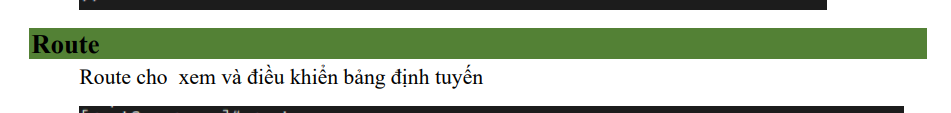 Route
Route cho  xem và điều khiển bảng định tuyến